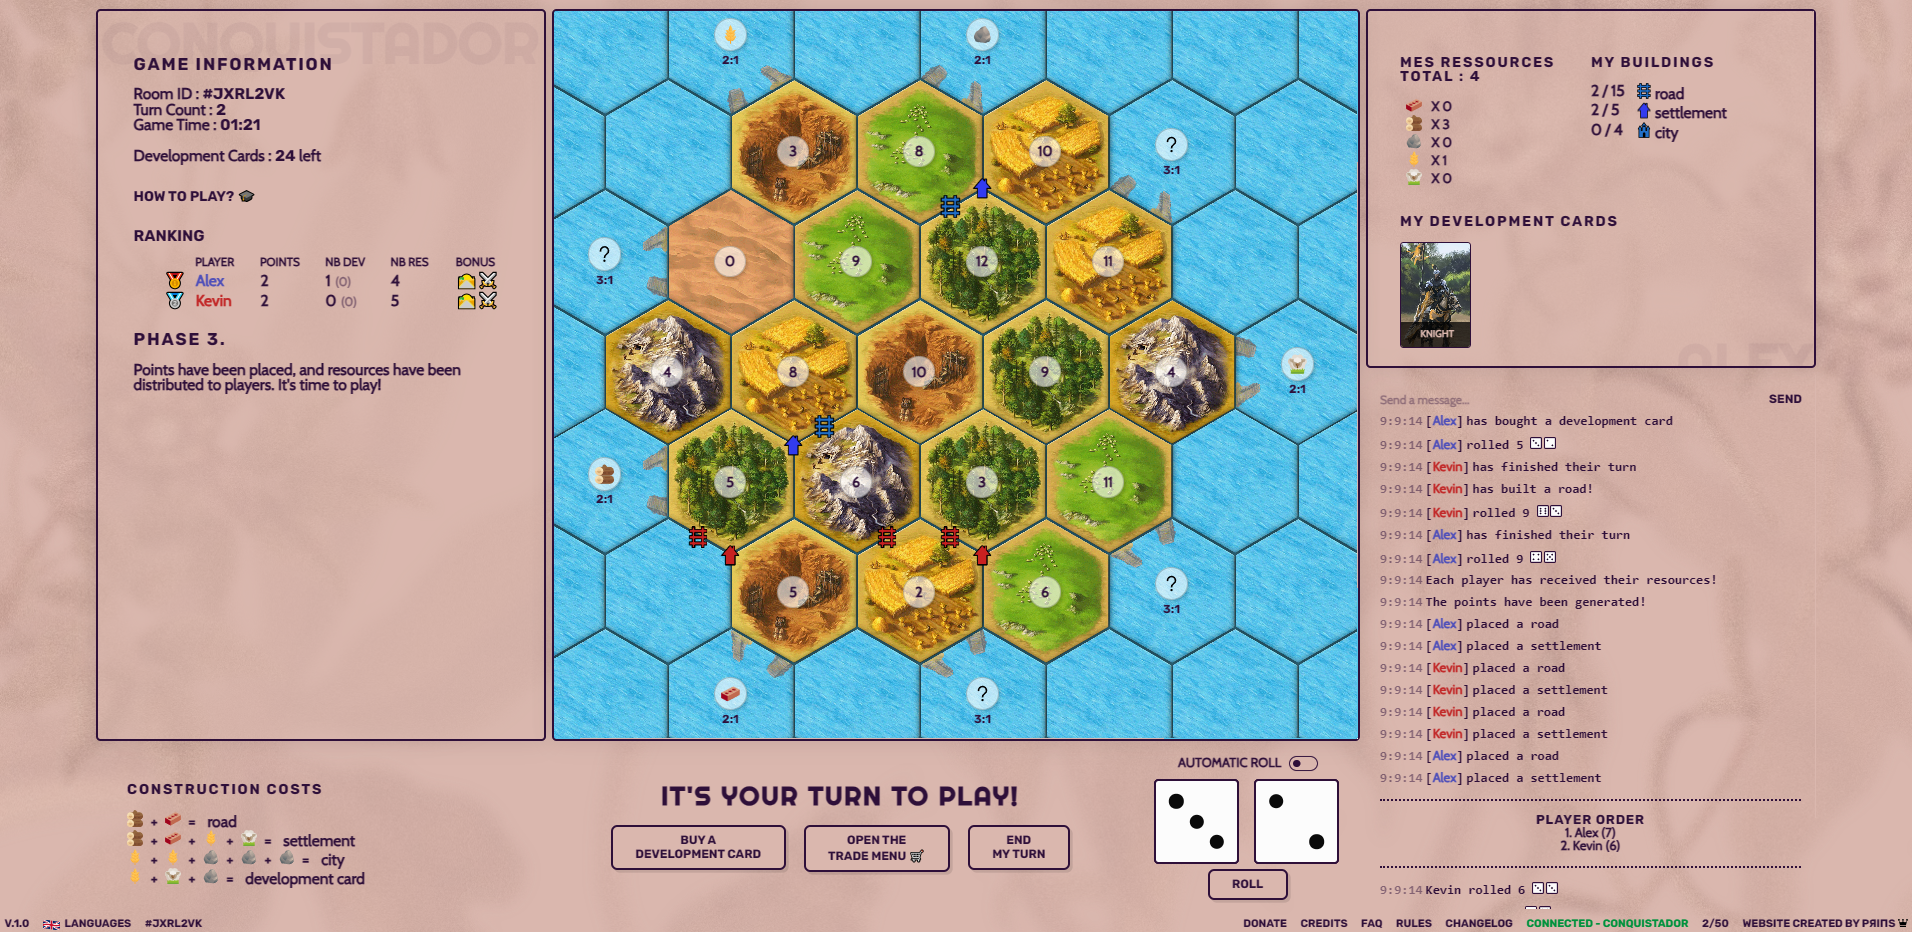 CONQUISTADOR
GAME INFORMATION
Room ID : #JXRL2VK
Turn Count : 2
Game Time : 01:21
Development Cards : 24 left
HOW TO PLAY?
RANKING
PLAYER POINTS NB DEV NB RES BONUS
Alex 2 1 (0) 4
Kevin 2 0 (0) 5
PHASE 3.
Points have been placed, and resources have been
distributed to players. It's time to play!
2:1
2:1
3 8 10
?
3:1
?
3:1
0 9 12 11
4 8 10 9 4
2:1
2:1
5 6 3 11
5 2 6
?
3:1
2:1
?
3:1
MES RESSOURCES
TOTAL : 4
X0
X3
X0
X1
X0
MY BUILDINGS
2/15 road
2/5 settlement
0/4 city
MY DEVELOPMENT CARDS
KNIGHT
ALEX
Send a message... SEND
9:9:14 [Alex] has bought a development card
9:9:14 [Alex] rolled 5
9:9:14 [Kevin] has finished their turn
9:9:14 [Kevin] has built a road!
9:9:14 [Kevin] rolled 9
9:9:14 [Alex] has finished their turn
9:9:14 [Alex] rolled 9
9:9:14 Each player has received their resources!
9:9:14 The points have been generated!
9:9:14 [Alex] placed a road
9:9:14 [Alex] placed a settlement
9:9:14 [Kevin] placed a road
9:9:14 [Kevin] placed a settlement
9:9:14 [Kevin] placed a road
9:9:14 [Kevin] placed a settlement
9:9:14 [Alex] placed a road
9:9:14 [Alex] placed a settlement
PLAYER ORDER
1. Alex (7)
2. Kevin (6)
9:9:14 Kevin rolled 6
CONSTRUCTION COSTS
+ = road
+ + + = settlement
+ + + + = city
+ + = development card
IT'S YOUR TURN TO PLAY!
BUY A
DEVELOPMENT CARD
OPEN THE
TRADE MENU
END
MY TURN
AUTOMATIC ROLL
ROLL
V.1.0 LANGUAGES #JXRL2VK
DONATE CREDITS FAQ RULES CHANGELOG CONNECTED - CONQUISTADOR 2/50 WEBSITE CREATED BY PЯIПS